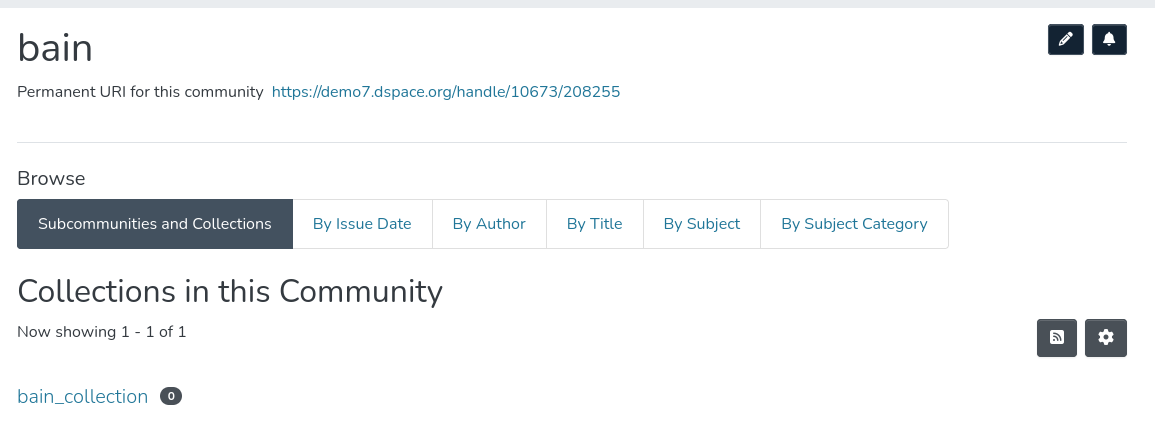 bain
Permanent URI for this community https://demo7.dspace.org/handle/10673/208255
Browse
Subcommunities and Collections By Issue Date By Author By Title By Subject By Subject Category
Collections in this Community
Now showing 1 - 1 of 1
bain_collection 0